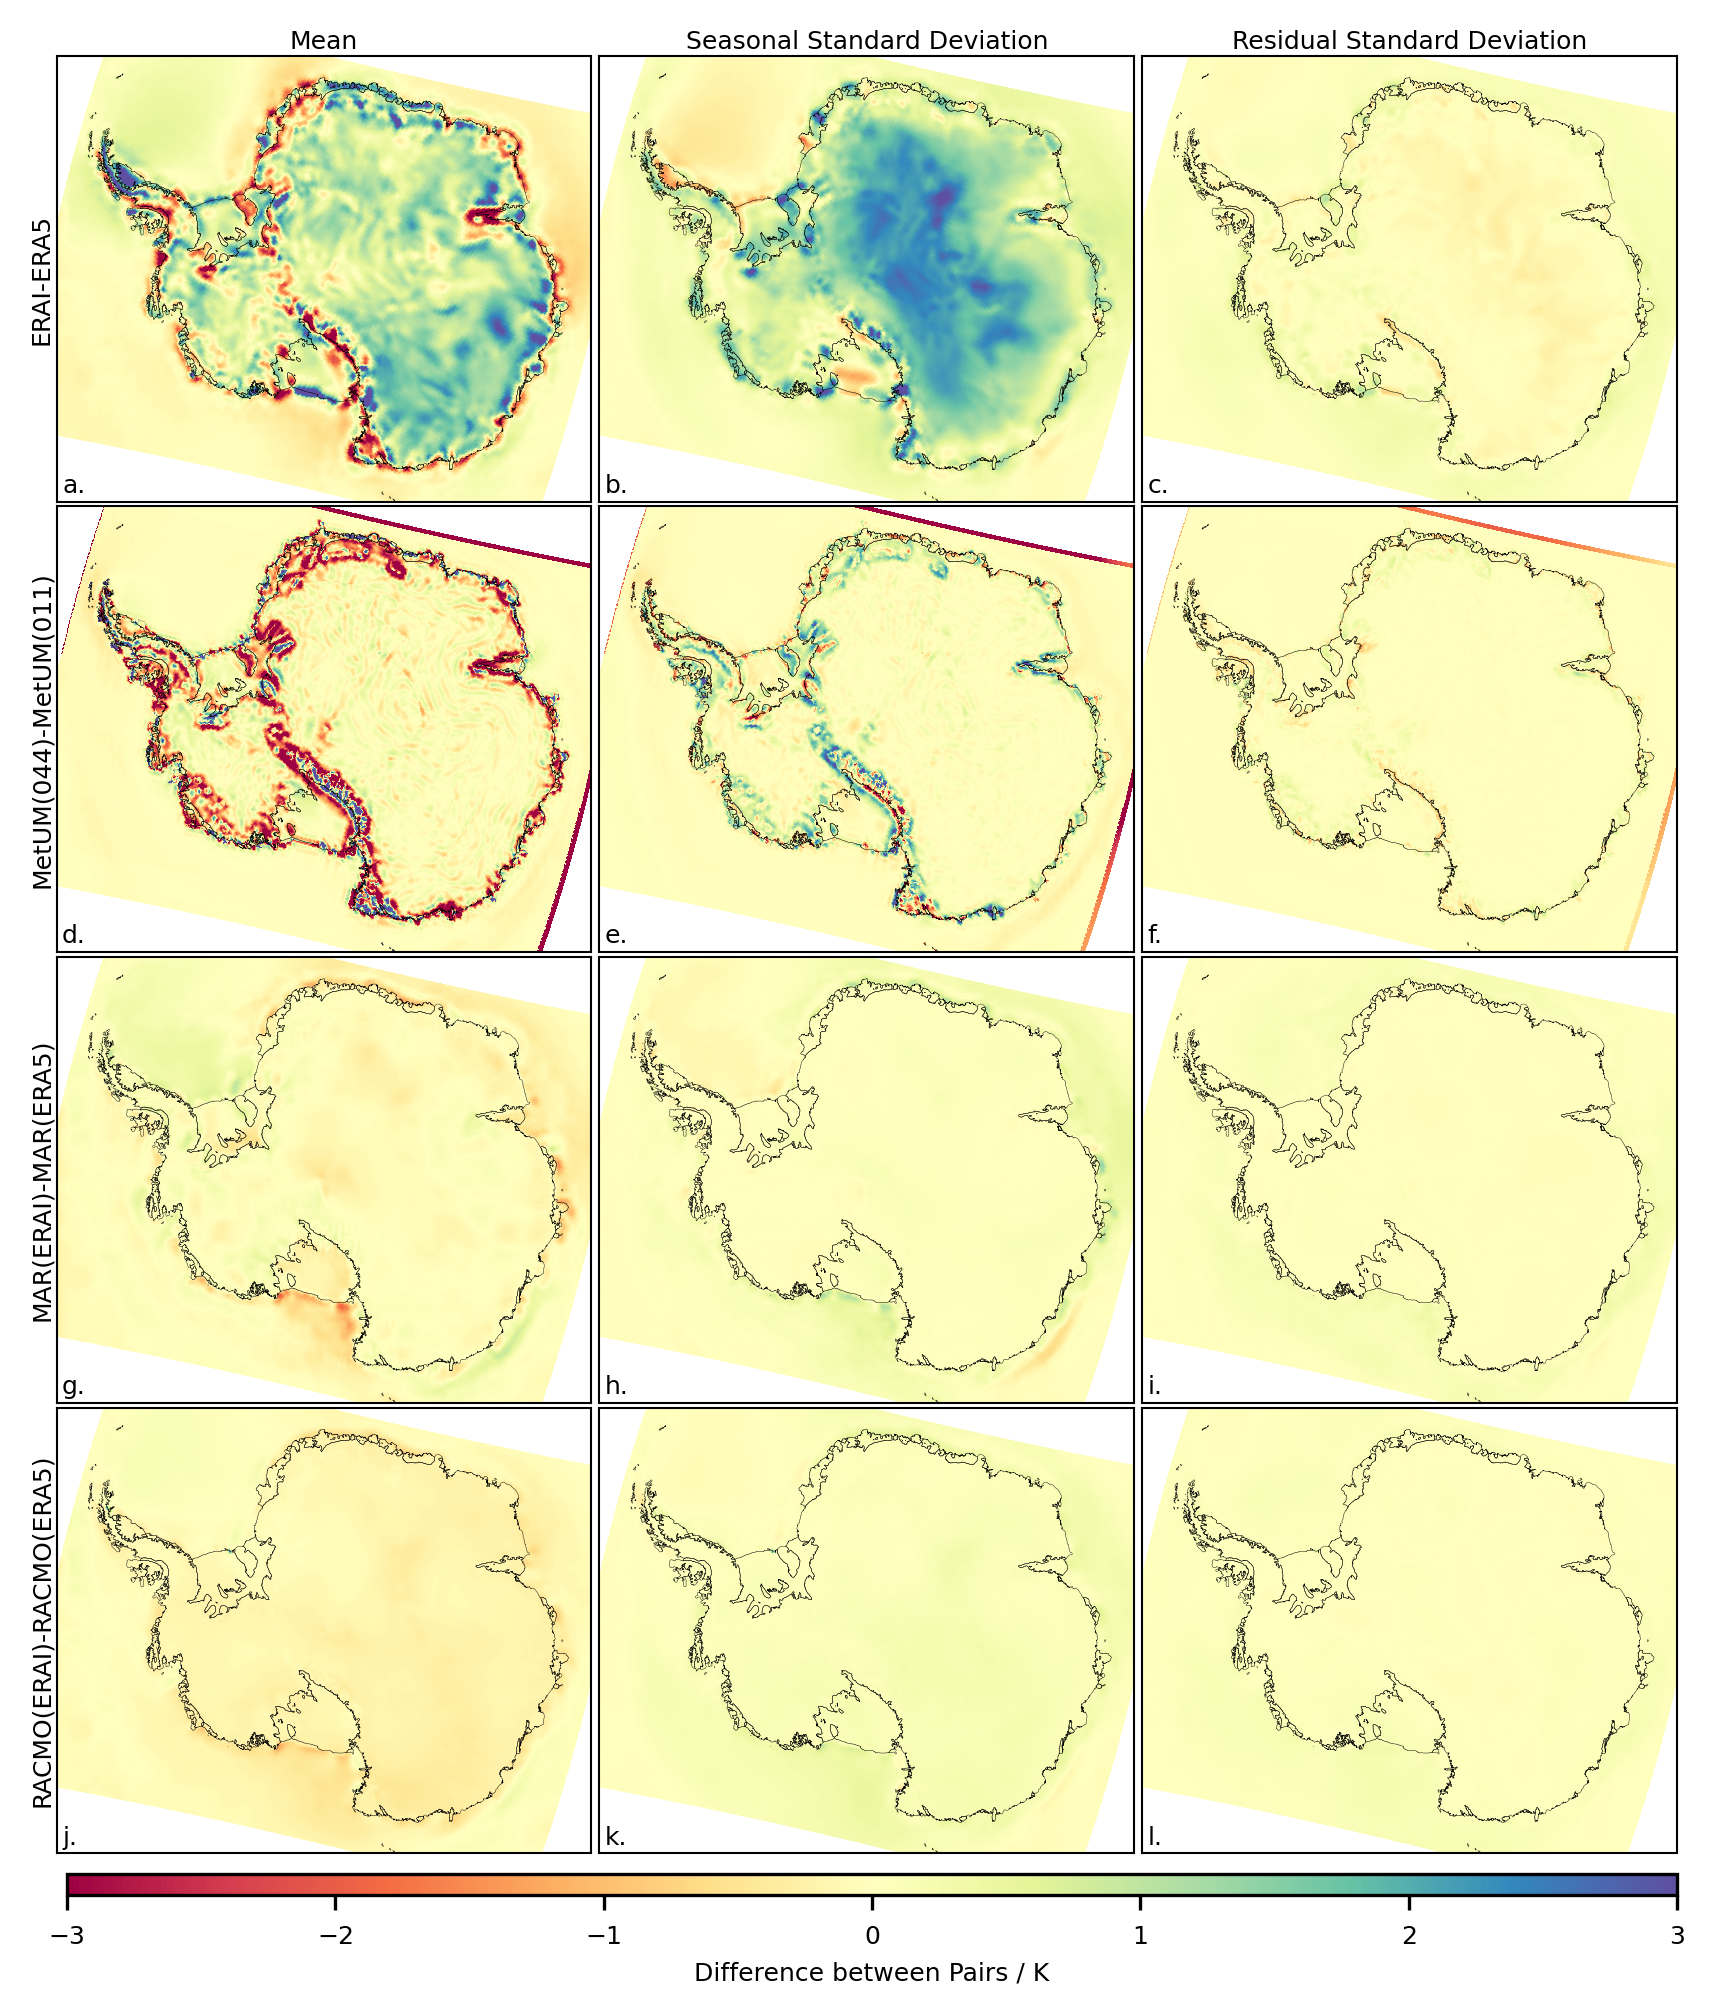 Mean Seasonal Standard Deviation Residual Standard Deviation
ERAI-ERA5
a. b. c.
MetUM(044)-MetUM(011)
d. e. f.
MAR(ERAI)-MAR(ERA5)
g. h. i.
RACMO(ERAI)-RACMO(ERA5)
j. k. l.
−3 −2 −1 0 1 2 3
Difference between Pairs / K